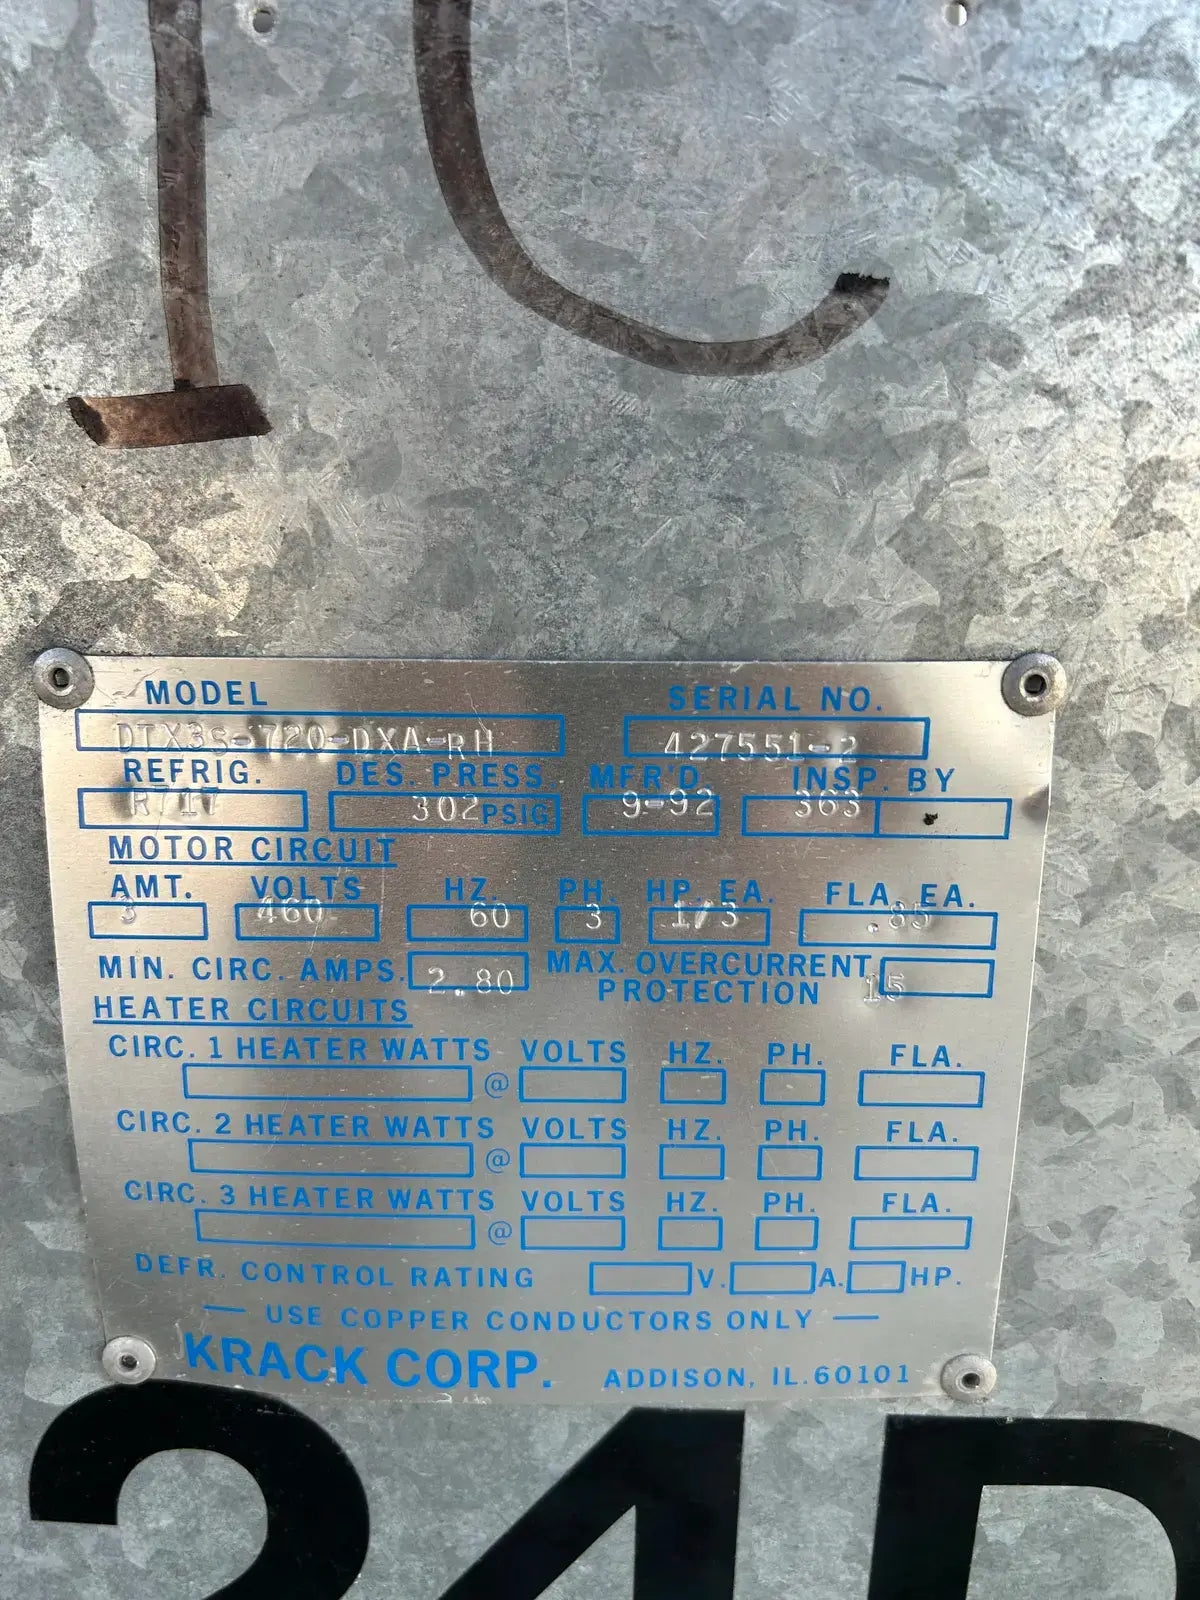 1C
MODEL SERIAL NO.
DTX3S-720-DXA-RH 427551-2
REFRIG. DES. PRESS. MFR'D. INSP. BY
R717 302 PSIG 9-92 363
MOTOR CIRCUIT
AMT. VOLTS HZ. PH. HP. EA. FLA. EA.
3 460 60 3 1/3 .85
MIN. CIRC. AMPS. 2.80 MAX. OVERCURRENT
PROTECTION 15
HEATER CIRCUITS
CIRC. 1 HEATER WATTS VOLTS HZ. PH. FLA.
@
CIRC. 2 HEATER WATTS VOLTS HZ. PH. FLA.
@
CIRC. 3 HEATER WATTS VOLTS HZ. PH. FLA.
@
DEFR. CONTROL RATING V. A. HP.
— USE COPPER CONDUCTORS ONLY —
KRACK CORP. ADDISON, IL. 60101